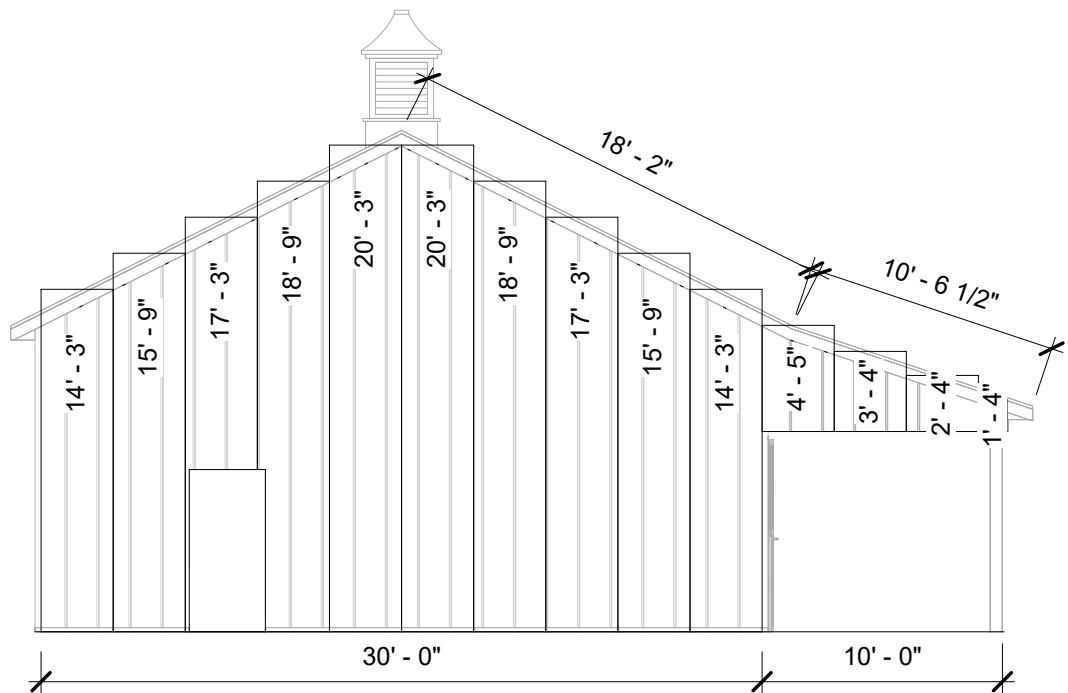 18' - 2"
10' - 6 1/2"
14' - 3"
15' - 9"
17' - 3"
18' - 9"
20' - 3"
20' - 3"
18' - 9"
17' - 3"
15' - 9"
14' - 3"
4' - 5"
3' - 4"
2' - 4"
1' - 4"
30' - 0"
10' - 0"